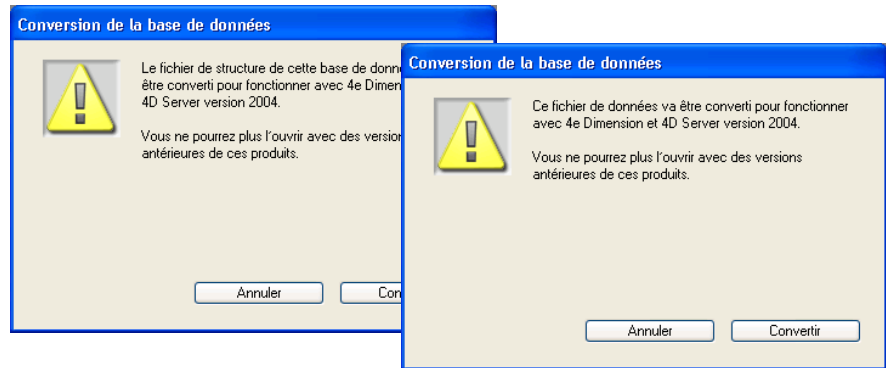 Conversion de la base de données
Le fichier de structure de cette base de donn
être converti pour fonctionner avec 4e Dimen
4D Server version 2004.
Vous ne pourrez plus l'ouvrir avec des version
antérieures de ces produits.
Annuler
Con
Conversion de la base de données
Ce fichier de données va être converti pour fonctionner
avec 4e Dimension et 4D Server version 2004.
Vous ne pourrez plus l'ouvrir avec des versions
antérieures de ces produits.
Annuler
Convertir